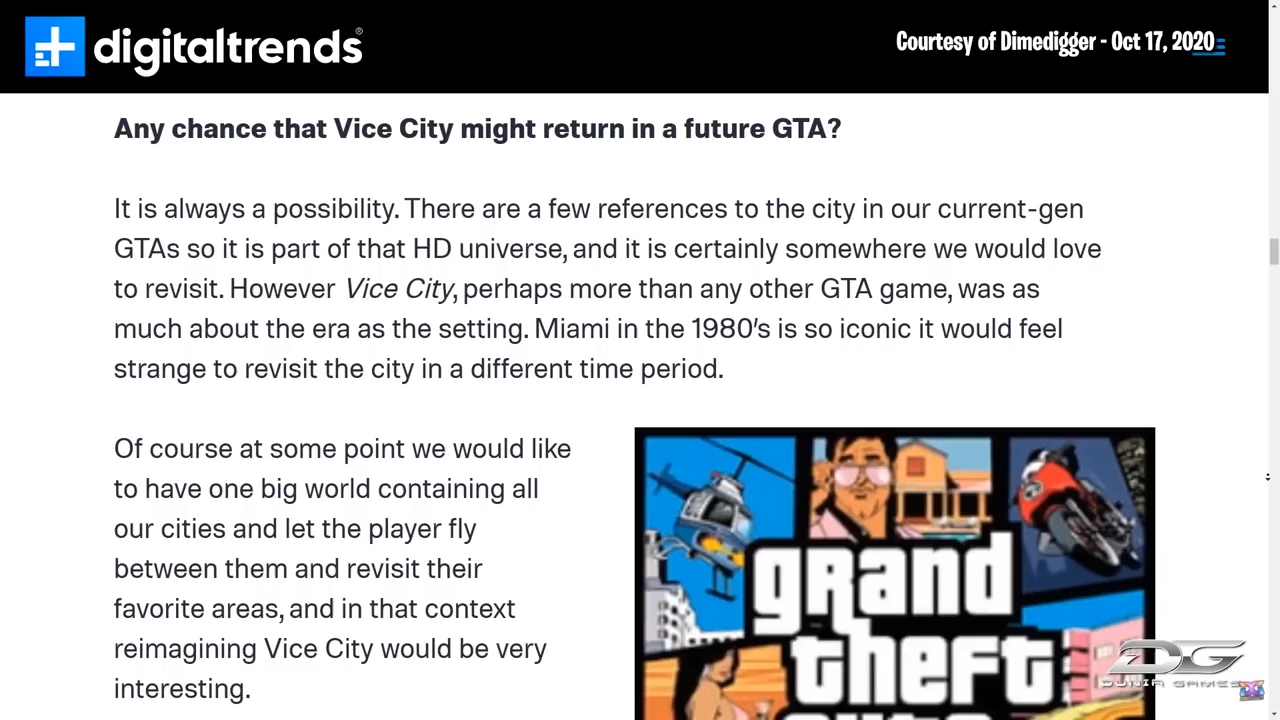 digitaltrends®
Courtesy of Dimedigger - Oct 17, 2020
Any chance that Vice City might return in a future GTA?
It is always a possibility. There are a few references to the city in our current-gen
GTAs so it is part of that HD universe, and it is certainly somewhere we would love
to revisit. However Vice City, perhaps more than any other GTA game, was as
much about the era as the setting. Miami in the 1980’s is so iconic it would feel
strange to revisit the city in a different time period.
Of course at some point we would like
to have one big world containing all
our cities and let the player fly
between them and revisit their
favorite areas, and in that context
reimagining Vice City would be very
interesting.
grand
theft
DG
DUNIA GAMES